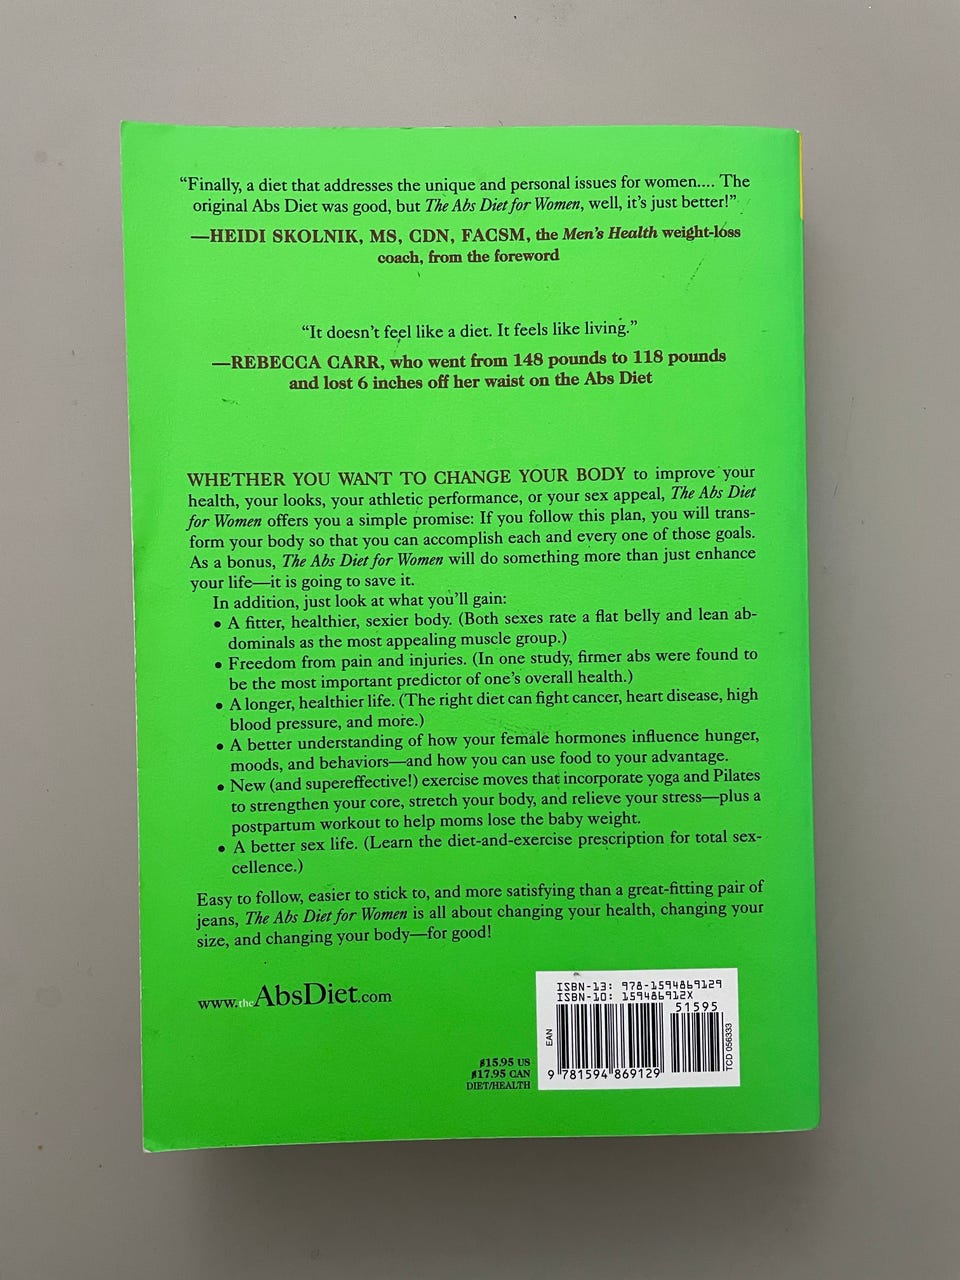 “Finally, a diet that addresses the unique and personal issues for women.... The
original Abs Diet was good, but The Abs Diet for Women, well, it’s just better!”
—HEIDI SKOLNIK, MS, CDN, FACSM, the Men’s Health weight-loss
coach, from the foreword
“It doesn’t feel like a diet. It feels like living.”
—REBECCA CARR, who went from 148 pounds to 118 pounds
and lost 6 inches off her waist on the Abs Diet
WHETHER YOU WANT TO CHANGE YOUR BODY to improve your
health, your looks, your athletic performance, or your sex appeal, The Abs Diet
for Women offers you a simple promise: If you follow this plan, you will trans-
form your body so that you can accomplish each and every one of those goals.
As a bonus, The Abs Diet for Women will do something more than just enhance
your life—it is going to save it.
In addition, just look at what you’ll gain:
• A fitter, healthier, sexier body. (Both sexes rate a flat belly and lean ab-
dominals as the most appealing muscle group.)
• Freedom from pain and injuries. (In one study, firmer abs were found to
be the most important predictor of one’s overall health.)
• A longer, healthier life. (The right diet can fight cancer, heart disease, high
blood pressure, and more.)
• A better understanding of how your female hormones influence hunger,
moods, and behaviors—and how you can use food to your advantage.
• New (and supereffective!) exercise moves that incorporate yoga and Pilates
to strengthen your core, stretch your body, and relieve your stress—plus a
postpartum workout to help moms lose the baby weight.
• A better sex life. (Learn the diet-and-exercise prescription for total sex-
cellence.)
Easy to follow, easier to stick to, and more satisfying than a great-fitting pair of
jeans, The Abs Diet for Women is all about changing your health, changing your
size, and changing your body—for good!
www.theAbsDiet.com
$15.95 US
$17.95 CAN
DIET/HEALTH
ISBN-13: 978-1594869129
ISBN-10: 159486912X
51595
EAN
9 781594 869129
TCD 056333